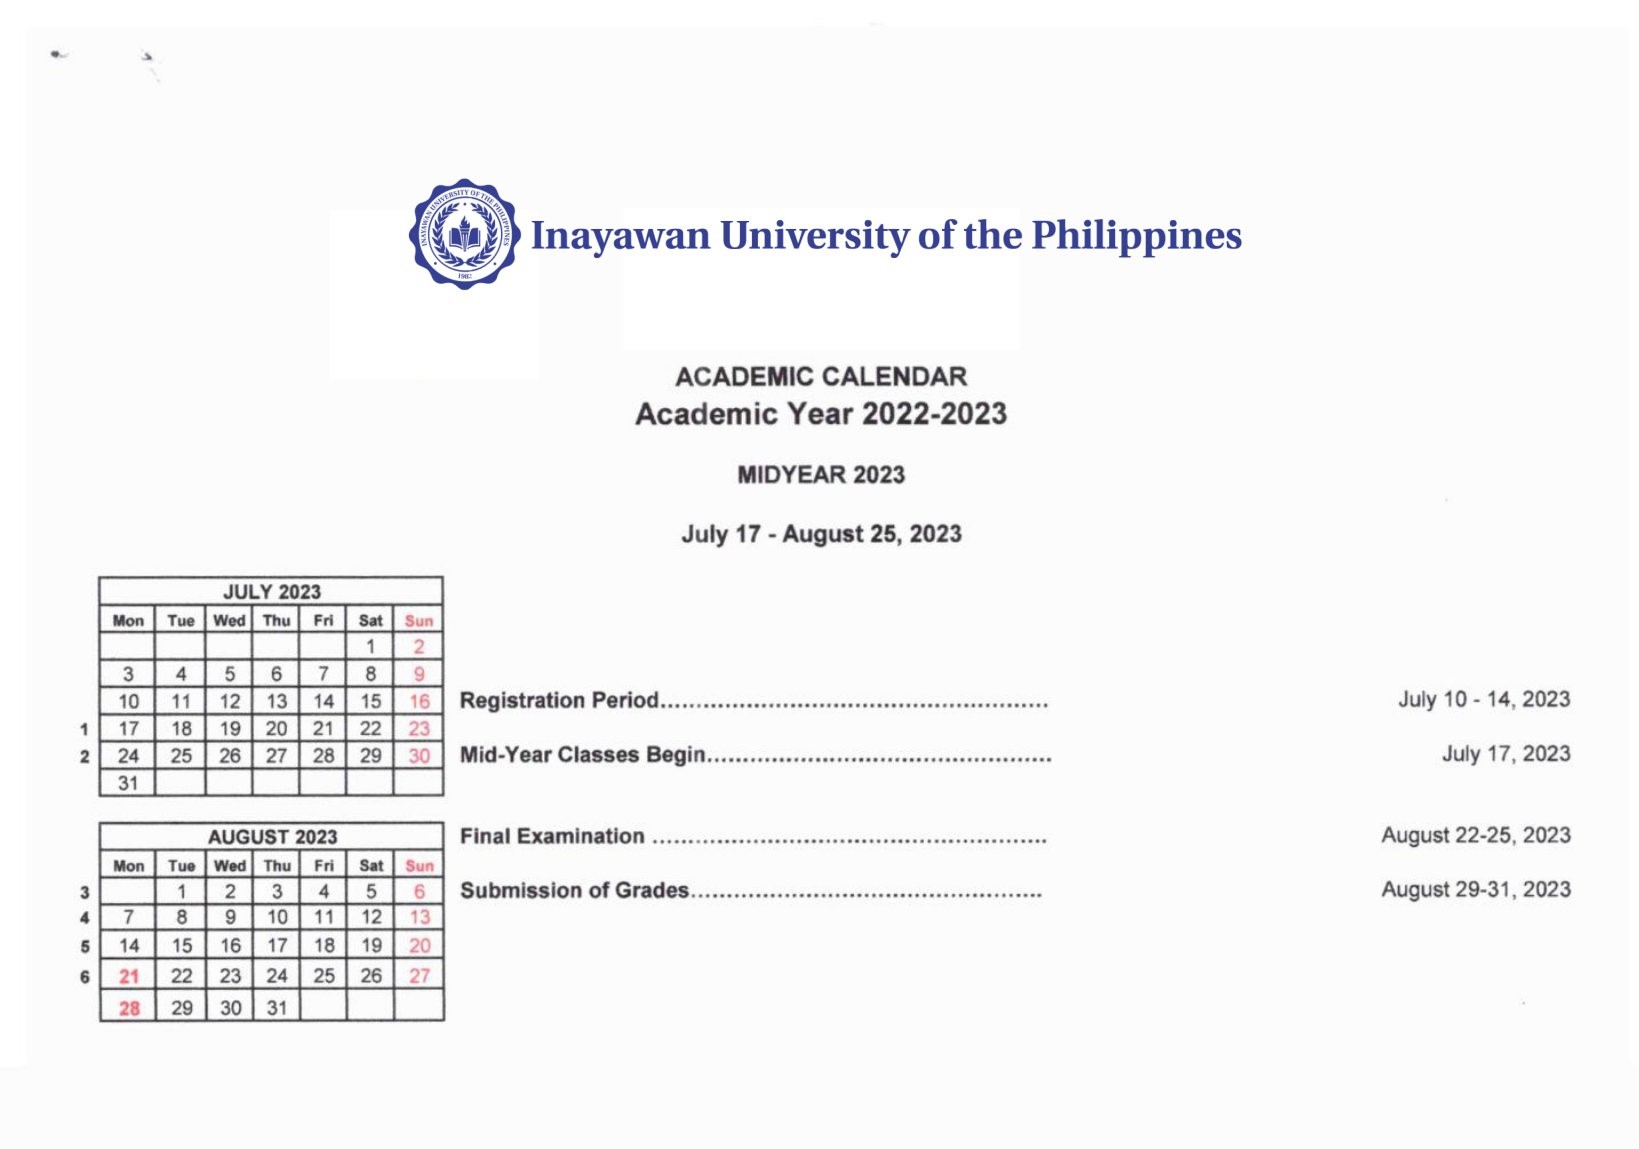 INAYAWAN UNIVERSITY OF THE PHILIPPINES
1982
Inayawan University of the Philippines
ACADEMIC CALENDAR
Academic Year 2022-2023
MIDYEAR 2023
July 17 - August 25, 2023
JULY 2023
Mon Tue Wed Thu Fri Sat Sun
1 2
3 4 5 6 7 8 9
10 11 12 13 14 15 16
1 17 18 19 20 21 22 23
2 24 25 26 27 28 29 30
31
Registration Period................................................................ July 10 - 14, 2023
Mid-Year Classes Begin......................................................... July 17, 2023
AUGUST 2023
Mon Tue Wed Thu Fri Sat Sun
3 1 2 3 4 5 6
4 7 8 9 10 11 12 13
5 14 15 16 17 18 19 20
6 21 22 23 24 25 26 27
28 29 30 31
Final Examination ................................................................. August 22-25, 2023
Submission of Grades.......................................................... August 29-31, 2023